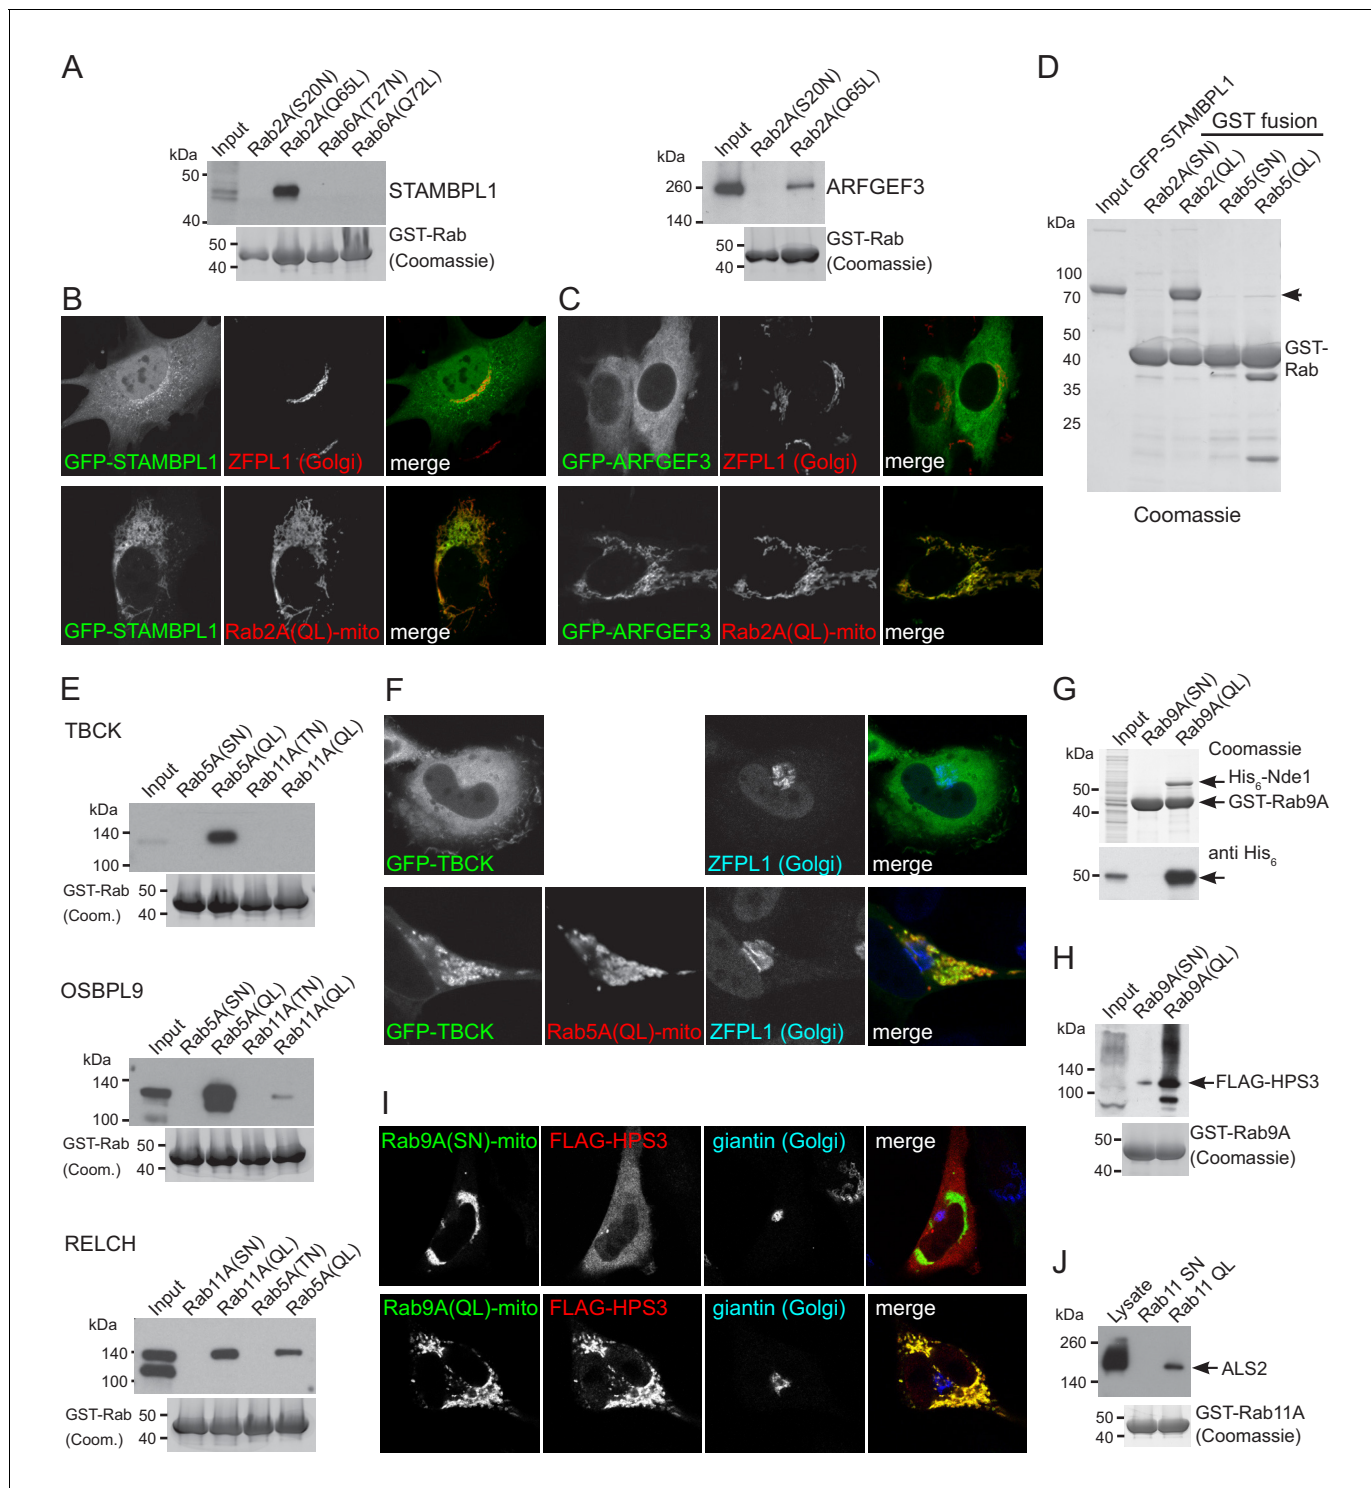 A
Input
Rab2A(S20N)
Rab2A(Q65L)
Rab6A(T27N)
Rab6A(Q72L)
kDa
50
40
STAMBPL1
50
40
GST-Rab
(Coomassie)
Input
Rab2A(S20N)
Rab2A(Q65L)
kDa
260
140
ARFGEF3
50
40
GST-Rab
(Coomassie)
B
GFP-STAMBPL1
ZFPL1 (Golgi)
merge
GFP-STAMBPL1
Rab2A(QL)-mito
merge
C
GFP-ARFGEF3
ZFPL1 (Golgi)
merge
GFP-ARFGEF3
Rab2A(QL)-mito
merge
D
Input GFP-STAMBPL1
GST fusion
Rab2A(SN)
Rab2(QL)
Rab5(SN)
Rab5(QL)
kDa
100
70
50
40
35
25
GST-
Rab
Coomassie
E
TBCK
Input
Rab5A(SN)
Rab5A(QL)
Rab11A(TN)
Rab11A(QL)
kDa
140
100
GST-Rab
(Coom.)
50
40
OSBPL9
Input
Rab5A(SN)
Rab5A(QL)
Rab11A(TN)
Rab11A(QL)
kDa
140
100
GST-Rab
(Coom.)
50
40
RELCH
Input
Rab11A(SN)
Rab11A(QL)
Rab5A(TN)
Rab5A(QL)
kDa
140
100
GST-Rab
(Coom.)
50
40
F
GFP-TBCK
ZFPL1 (Golgi)
merge
GFP-TBCK
Rab5A(QL)-mito
ZFPL1 (Golgi)
merge
G
Input
Rab9A(SN)
Rab9A(QL)
kDa
50
40
Coomassie
His6-Nde1
GST-Rab9A
anti His6
50
H
Input
Rab9A(SN)
Rab9A(QL)
kDa
140
100
FLAG-HPS3
50
40
GST-Rab9A
(Coomassie)
I
Rab9A(SN)-mito
FLAG-HPS3
giantin (Golgi)
merge
Rab9A(QL)-mito
FLAG-HPS3
giantin (Golgi)
merge
J
Lysate
Rab11 SN
Rab11 QL
kDa
260
140
ALS2
50
40
GST-Rab11A
(Coomassie)